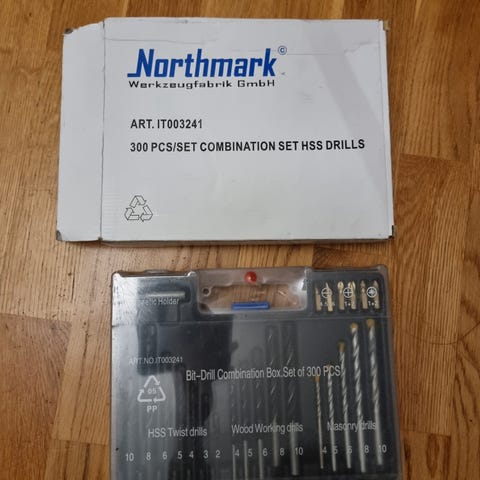 Northmark©
Werkzeugfabrik GmbH
ART. IT003241
300 PCS/SET COMBINATION SET HSS DRILLS
Holder
ART.NO.IT003241
Bit-Drill Combination Box.Set of 300 PCS
05
PP
HSS Twist drills
Wood Working drills
Masonry drills
10 8 6 5 4 3 2
4 5 6 8 10
4 5 6 8 10